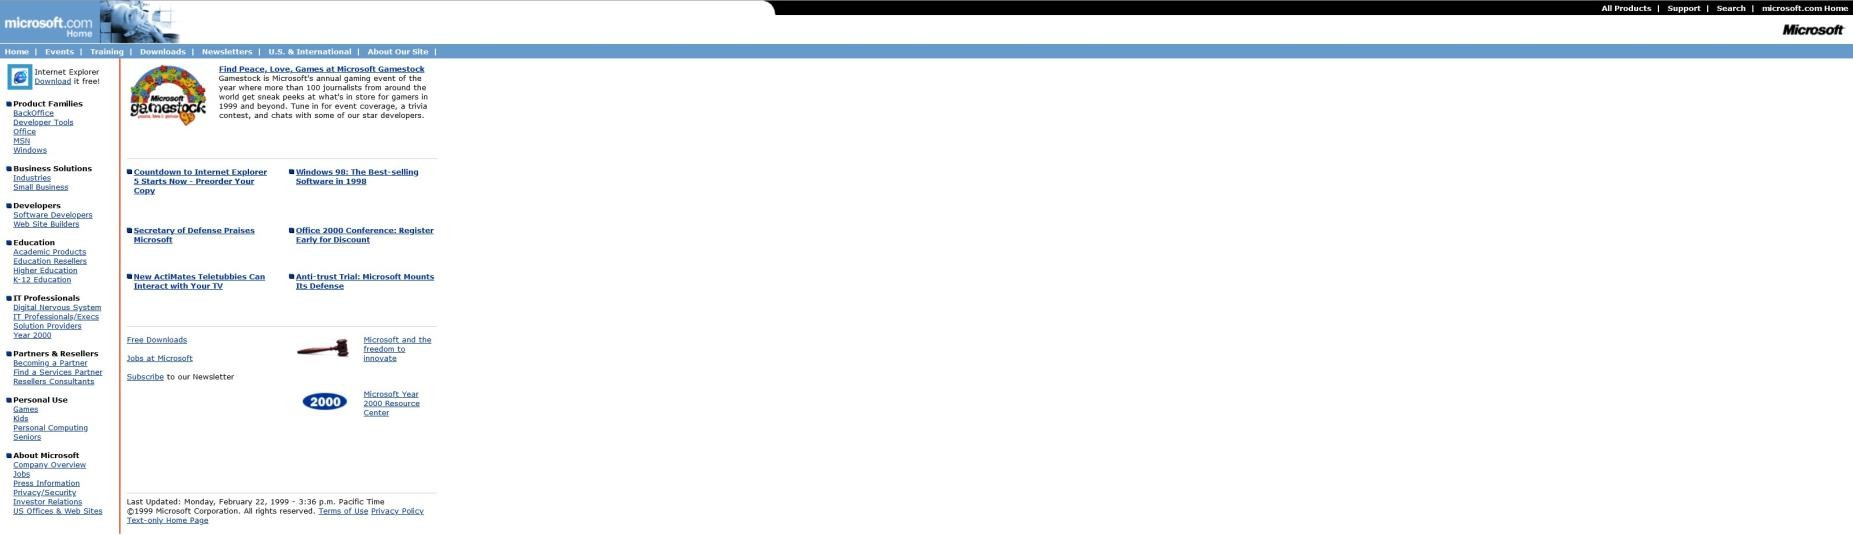 microsoft.com
Home
All Products | Support | Search | microsoft.com Home
Microsoft
Home | Events | Training | Downloads | Newsletters | U.S. & International | About Our Site |
Internet Explorer
Download it free!
Product Families
BackOffice
Developer Tools
Office
MSN
Windows
Business Solutions
Industries
Small Business
Developers
Software Developers
Web Site Builders
Education
Academic Products
Education Resellers
Higher Education
K-12 Education
IT Professionals
Digital Nervous System
IT Professionals/Execs
Solution Providers
Year 2000
Partners & Resellers
Becoming a Partner
Find a Services Partner
Resellers Consultants
Personal Use
Games
Kids
Personal Computing
Seniors
About Microsoft
Company Overview
Jobs
Press Information
Privacy/Security
Investor Relations
US Offices & Web Sites
Microsoft
gamestock
Find Peace, Love, Games at Microsoft Gamestock
Gamestock is Microsoft's annual gaming event of the
year where more than 100 journalists from around the
world get sneak peeks at what's in store for gamers in
1999 and beyond. Tune in for event coverage, a trivia
contest, and chats with some of our star developers.
Countdown to Internet Explorer
5 Starts Now - Preorder Your
Copy
Windows 98: The Best-selling
Software in 1998
Secretary of Defense Praises
Microsoft
Office 2000 Conference: Register
Early for Discount
New ActiMates Teletubbies Can
Interact with Your TV
Anti-trust Trial: Microsoft Mounts
Its Defense
Free Downloads
Jobs at Microsoft
Subscribe to our Newsletter
Microsoft and the
freedom to
innovate
2000
Microsoft Year
2000 Resource
Center
Last Updated: Monday, February 22, 1999 - 3:36 p.m. Pacific Time
©1999 Microsoft Corporation. All rights reserved. Terms of Use Privacy Policy
Text-only Home Page